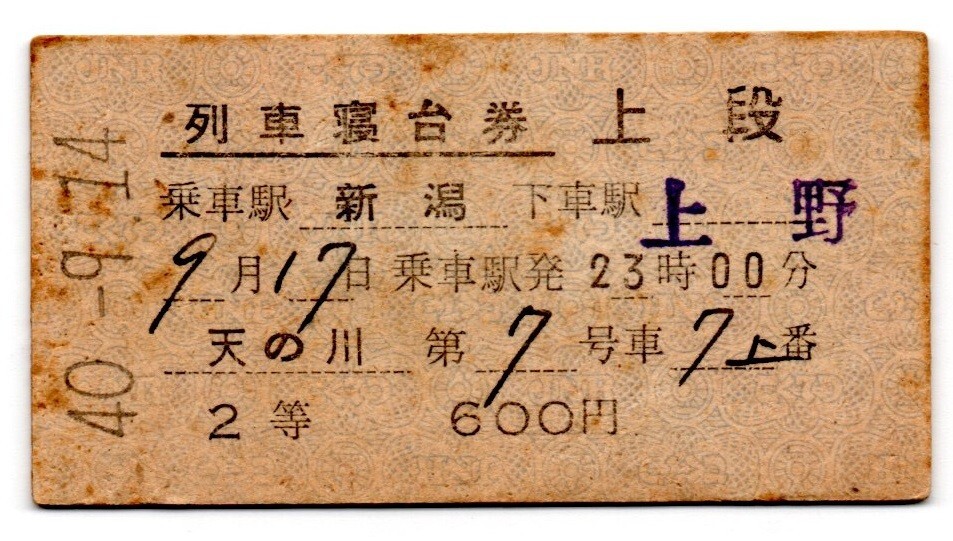 列車寝台券 上段
乗車駅 新潟 下車駅 上野
9月17日 乗車駅発 23時00分
天の川 第7号車 7上番
2等 600円
40.-9.14